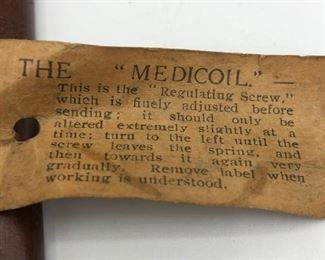 THE "MEDICOIL." —
This is the "Regulating Screw,"
which is finely adjusted before
sending; it should only be
altered extremely slightly at a
time; turn to the left until the
screw leaves the spring, and
then towards it again very
gradually. Remove label when
working is understood.